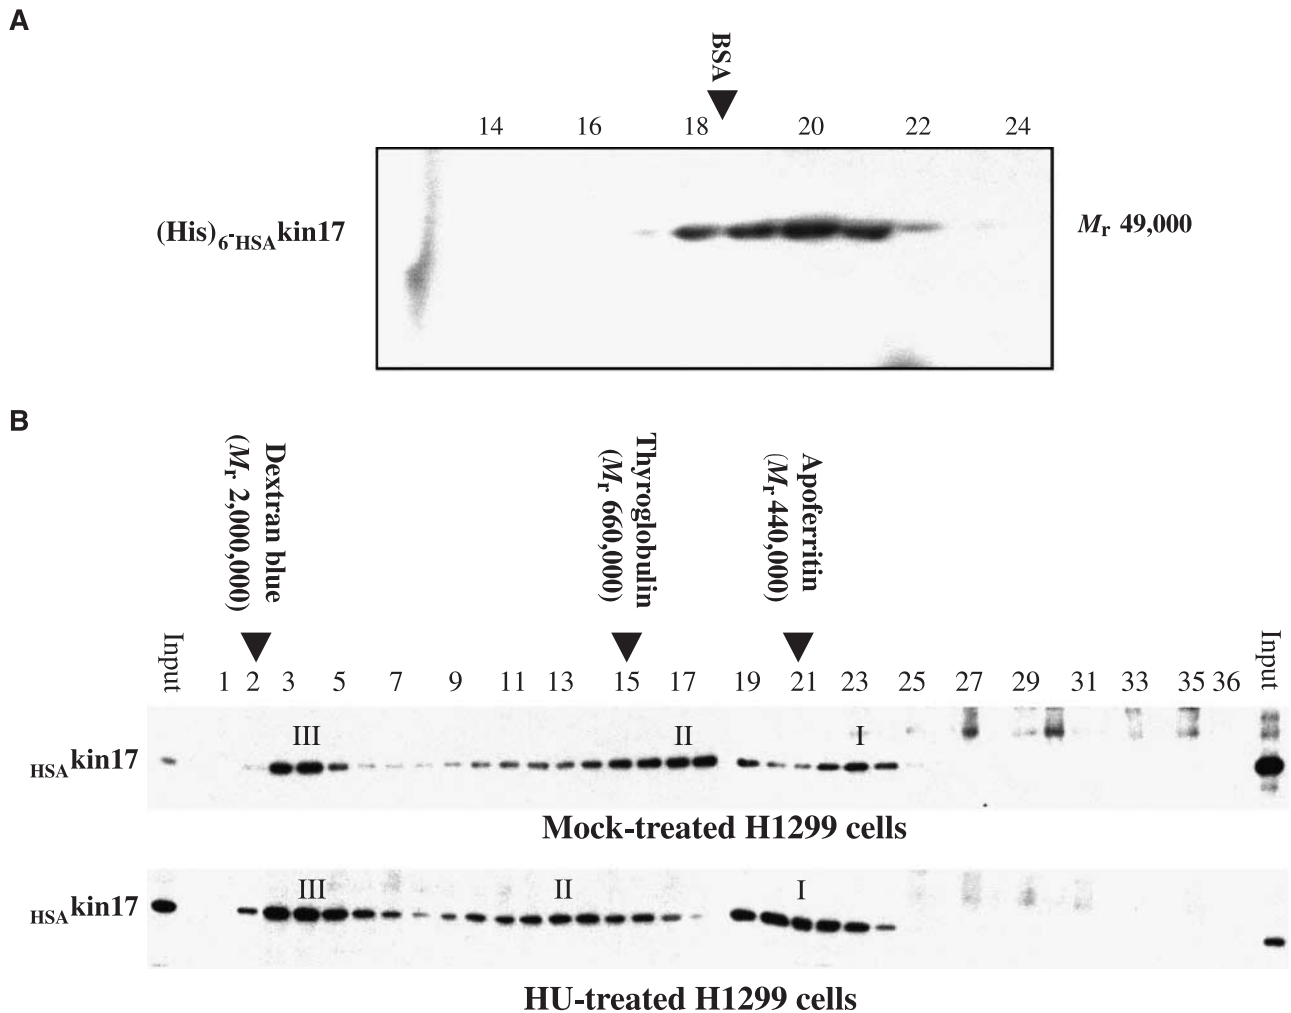 A
BSA
14 16 18 20 22 24
(His)6-HSAkin17
Mr 49,000
B
Dextran blue
(Mr 2,000,000)
Thyroglobulin
(Mr 660,000)
Apoferritin
(Mr 440,000)
Input 1 2 3 5 7 9 11 13 15 17 19 21 23 25 27 29 31 33 35 36 Input
III II I
HSAkin17
Mock-treated H1299 cells
III II I
HSAkin17
HU-treated H1299 cells